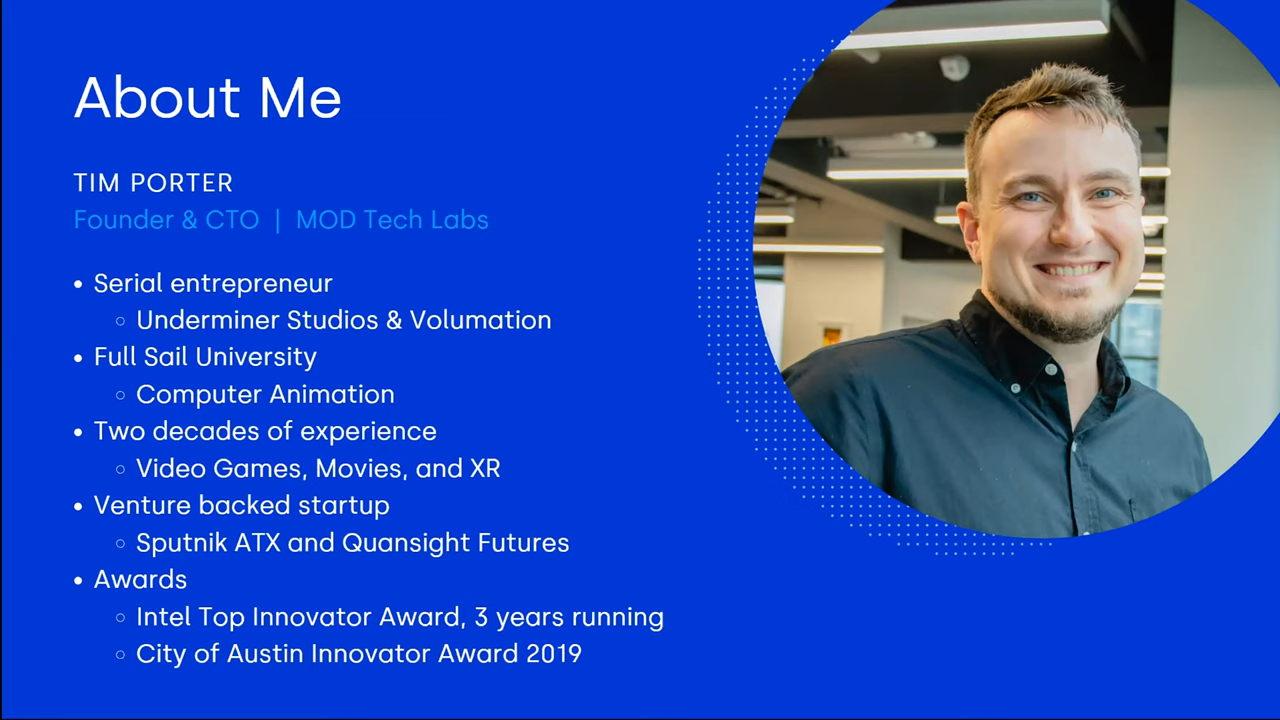 About Me
TIM PORTER
Founder & CTO | MOD Tech Labs
• Serial entrepreneur
○ Underminer Studios & Volumation
• Full Sail University
○ Computer Animation
• Two decades of experience
○ Video Games, Movies, and XR
• Venture backed startup
○ Sputnik ATX and Quansight Futures
• Awards
○ Intel Top Innovator Award, 3 years running
○ City of Austin Innovator Award 2019